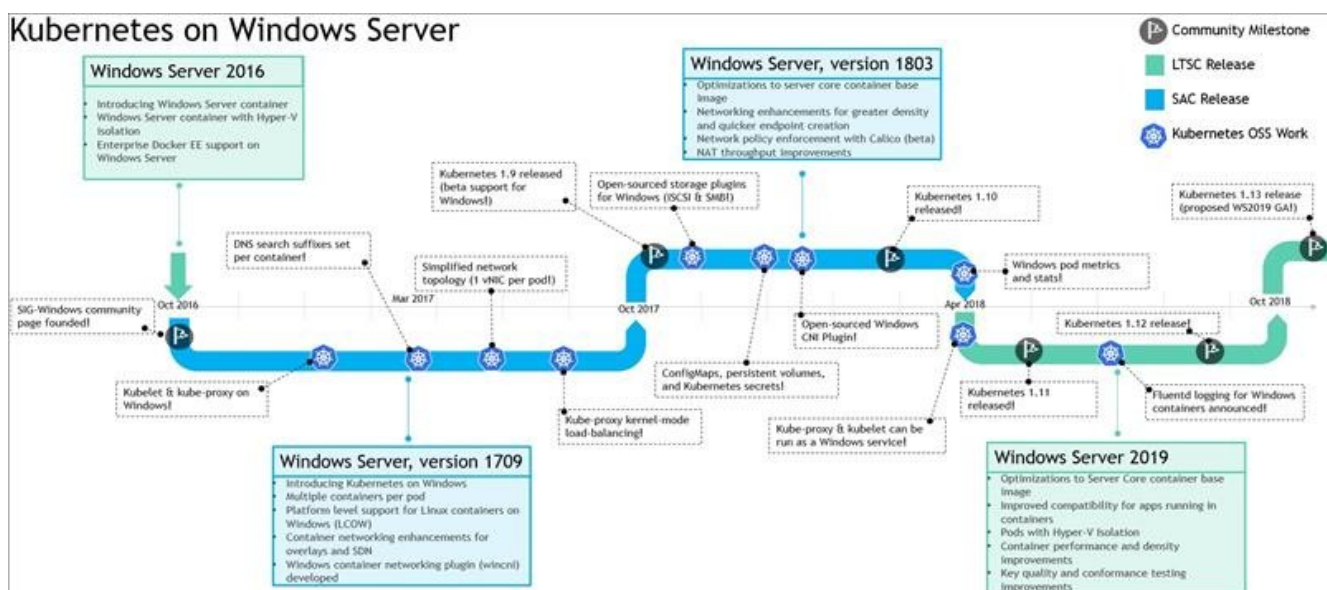 Kubernetes on Windows Server
Community Milestone
LTSC Release
SAC Release
Kubernetes OSS Work
Windows Server 2016
Introducing Windows Server container
Windows Server container with Hyper-V
isolation
Enterprise Docker EE support on
Windows Server
Windows Server, version 1803
Optimizations to server core container base
image
Networking enhancements for greater density
and quicker endpoint creation
Network policy enforcement with Calico (beta)
NAT throughput improvements
Kubernetes 1.9 released
(beta support for
Windows!)
Open-sourced storage plugins
for Windows (iSCSI & SMB!)
Kubernetes 1.10
released!
Kubernetes 1.13 release
(proposed WS2019 GA!)
DNS search suffixes set
per container!
Simplified network
topology (1 vNIC per pod!)
Windows pod metrics
and stats!
SIG-Windows community
page founded!
Oct 2016
Mar 2017
Oct 2017
Apr 2018
Oct 2018
Open-sourced Windows
CNI Plugin!
Kubernetes 1.12 release!
Kubelet & kube-proxy on
Windows!
ConfigMaps, persistent volumes,
and Kubernetes secrets!
Kubernetes 1.11
released!
Fluentd logging for Windows
containers announced!
Kube-proxy kernel-mode
load-balancing!
Kube-proxy & kubelet can be
run as a Windows service!
Windows Server, version 1709
Introducing Kubernetes on Windows
Multiple containers per pod
Platform level support for Linux containers on
Windows (LCOW)
Container networking enhancements for
overlays and SDN
Windows container networking plugin (wincni)
developed
Windows Server 2019
Optimizations to Server Core container base
image
Improved compatibility for apps running in
containers
Pods with Hyper-V Isolation
Container performance and density
improvements
Key quality and conformance testing
improvements